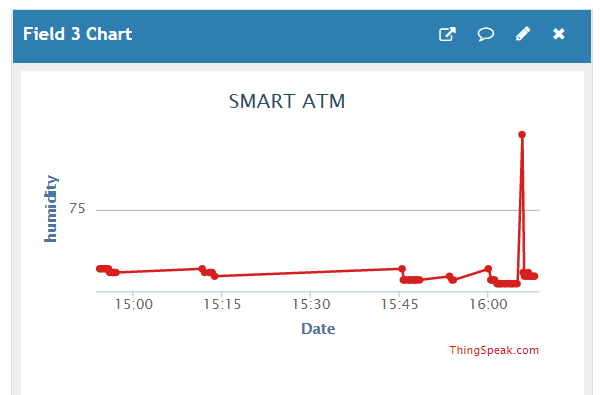 Field 3 Chart
SMART ATM
humidity
75
15:00 15:15 15:30 15:45 16:00
Date
ThingSpeak.com